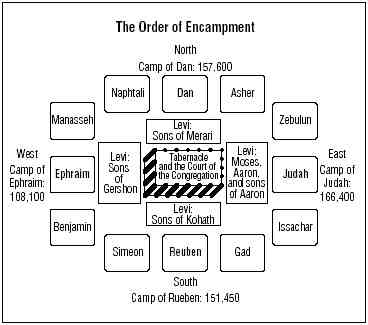 The Order of Encampment
North
Camp of Dan: 157,600
Naphtali
Dan
Asher
Manasseh
Zebulun
Levi:
Sons of Merari
West
Camp of
Ephraim:
108,100
Ephraim
Levi:
Sons
of
Gershon
Tabernacle
and the Court of
the Congregation
Levi:
Moses,
Aaron,
and sons
of Aaron
Judah
East
Camp of
Judah:
166,400
Levi:
Sons of Kohath
Benjamin
Issachar
Simeon
Reuben
Gad
South
Camp of Rueben: 151,450